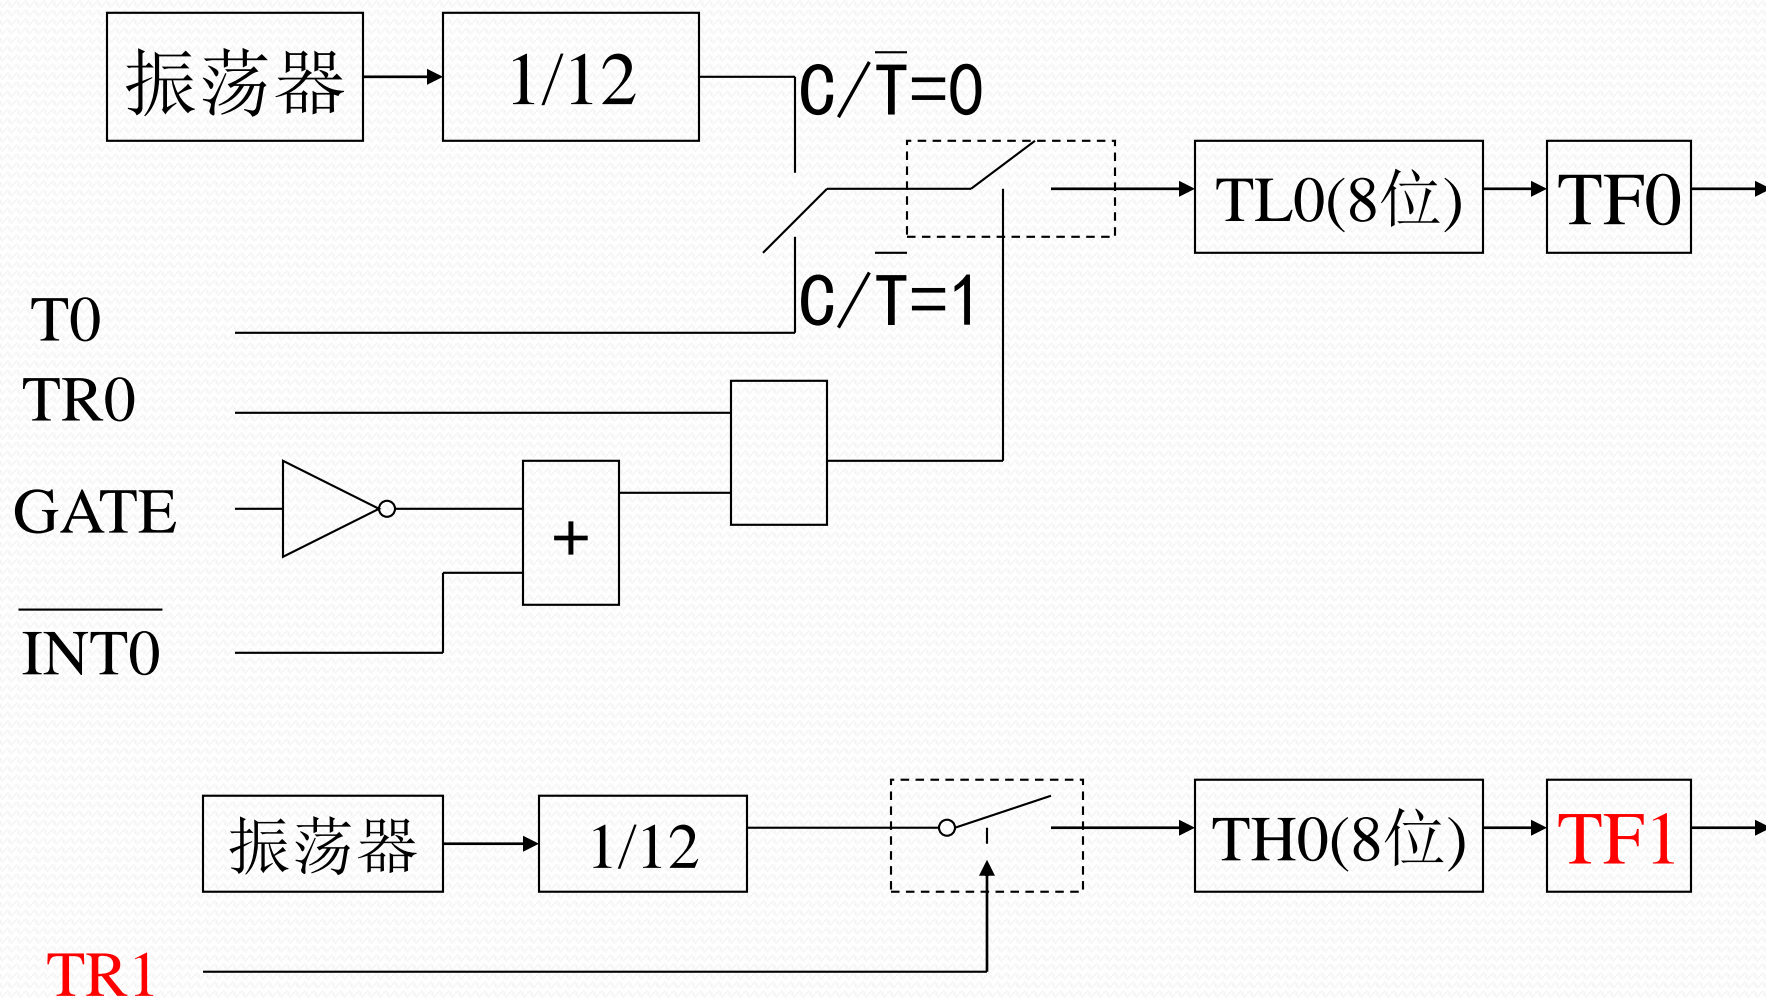 振荡器 1/12 C/T̅=0
TL0(8位) TF0
C/T̅=1
T0
TR0
GATE
+
I̅N̅T̅0̅
振荡器 1/12 TH0(8位) TF1
TR1